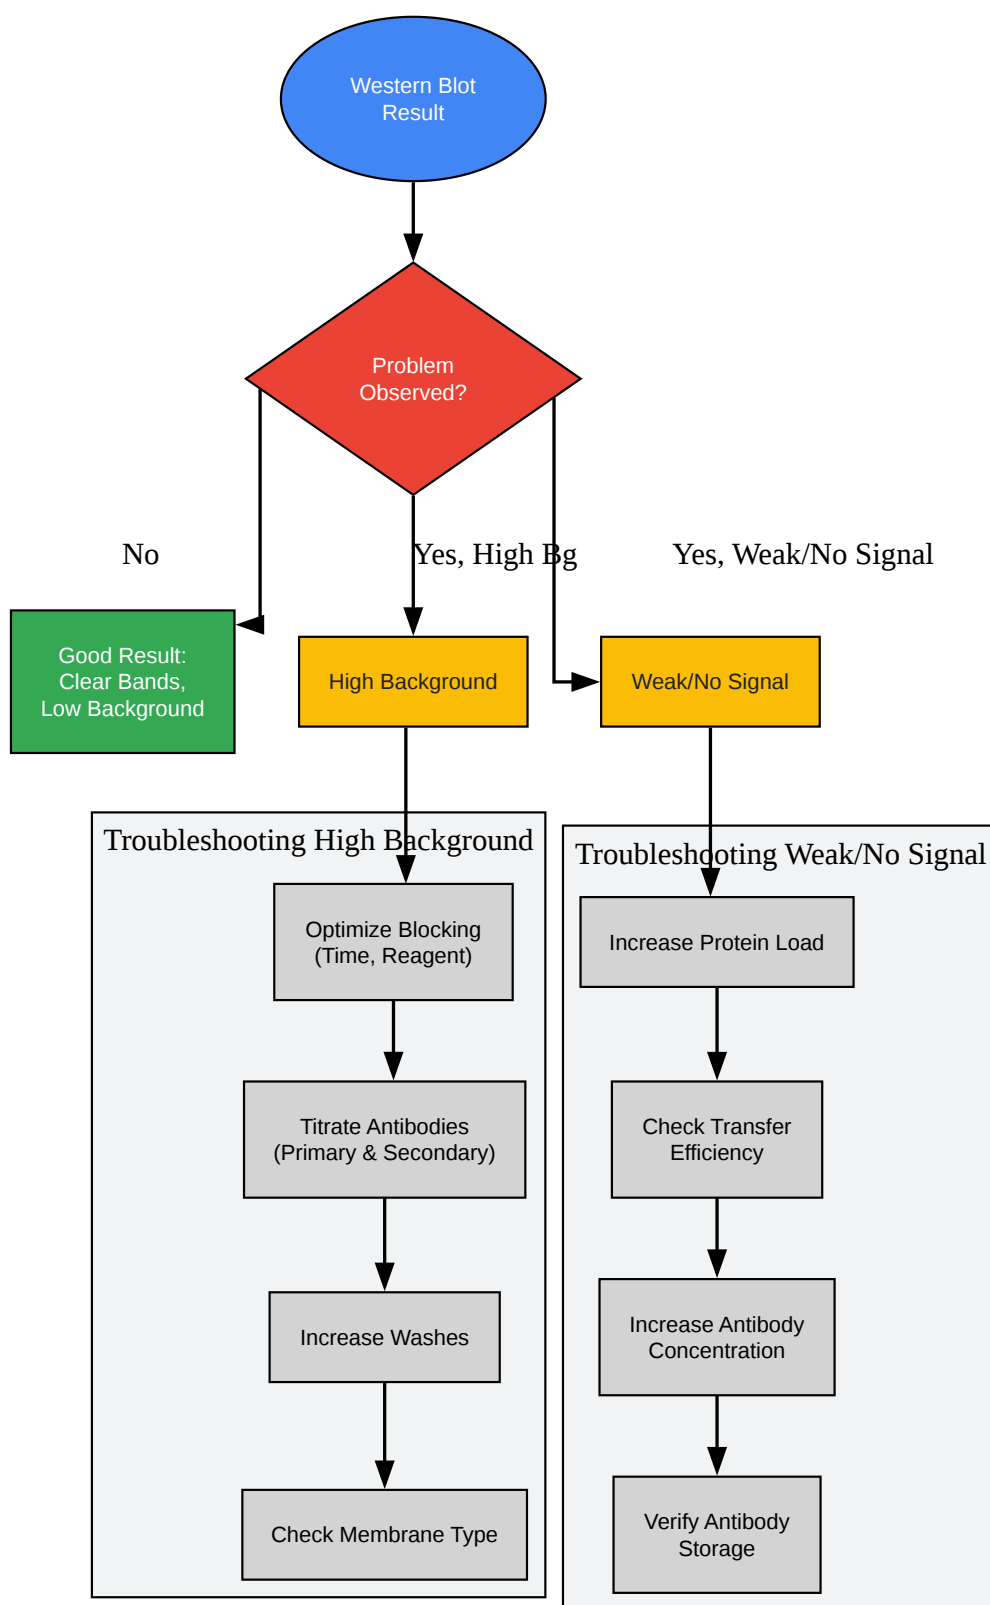 Western Blot
Result
Problem
Observed?
No
Yes, High Bg
Yes, Weak/No Signal
Good Result:
Clear Bands,
Low Background
High Background
Weak/No Signal
Troubleshooting High Background
Optimize Blocking
(Time, Reagent)
Titrate Antibodies
(Primary & Secondary)
Increase Washes
Check Membrane Type
Troubleshooting Weak/No Signal
Increase Protein Load
Check Transfer
Efficiency
Increase Antibody
Concentration
Verify Antibody
Storage